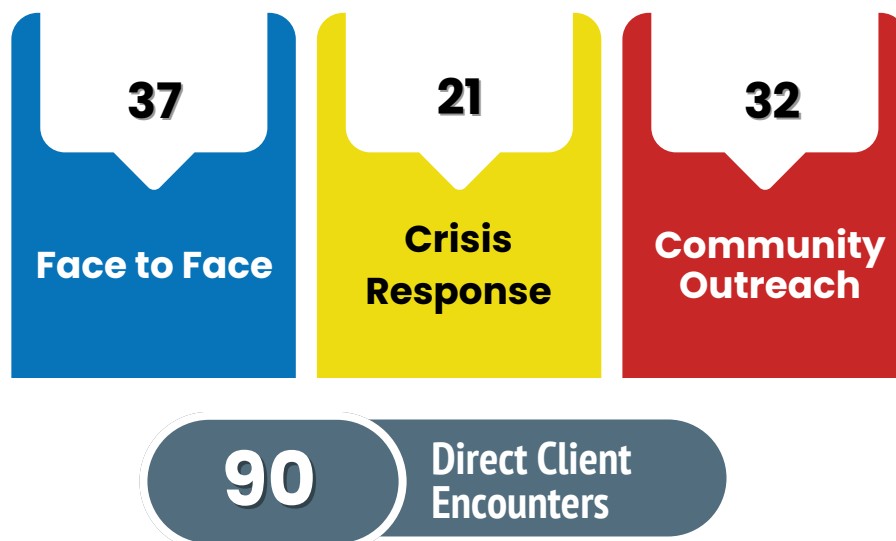 37
Face to Face
21
Crisis
Response
32
Community
Outreach
90
Direct Client
Encounters